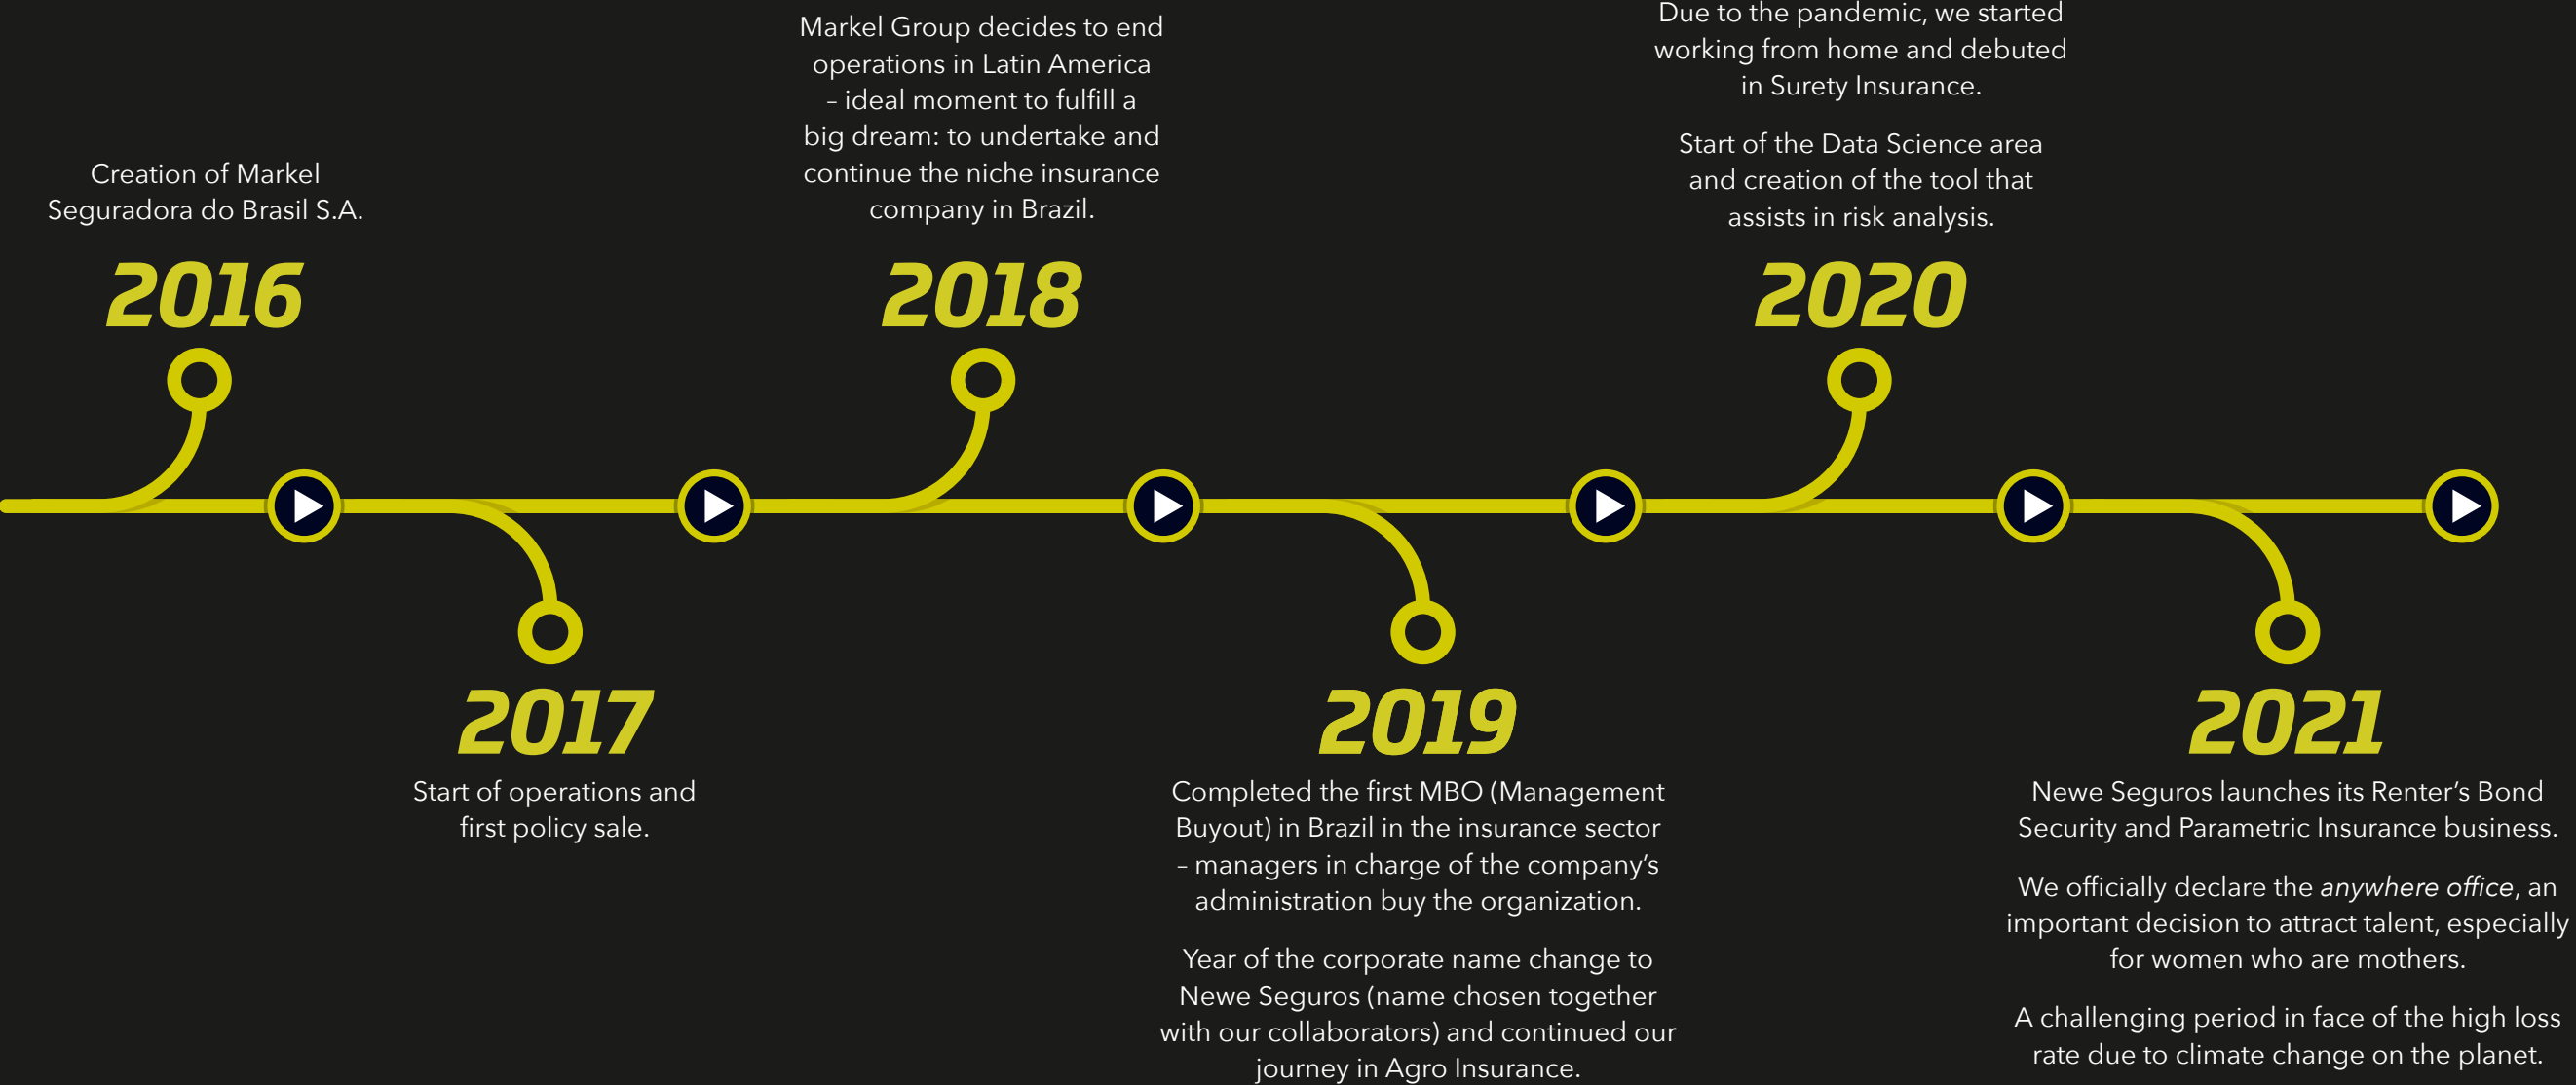 Creation of Markel
Seguradora do Brasil S.A.
2016
Start of operations and
first policy sale.
2017
Markel Group decides to end
operations in Latin America
– ideal moment to fulfill a
big dream: to undertake and
continue the niche insurance
company in Brazil.
2018
2019
Completed the first MBO (Management
Buyout) in Brazil in the insurance sector
– managers in charge of the company’s
administration buy the organization.
Year of the corporate name change to
Newe Seguros (name chosen together
with our collaborators) and continued our
journey in Agro Insurance.
Due to the pandemic, we started
working from home and debuted
in Surety Insurance.
Start of the Data Science area
and creation of the tool that
assists in risk analysis.
2020
2021
Newe Seguros launches its Renter’s Bond
Security and Parametric Insurance business.
We officially declare the anywhere office, an
important decision to attract talent, especially
for women who are mothers.
A challenging period in face of the high loss
rate due to climate change on the planet.